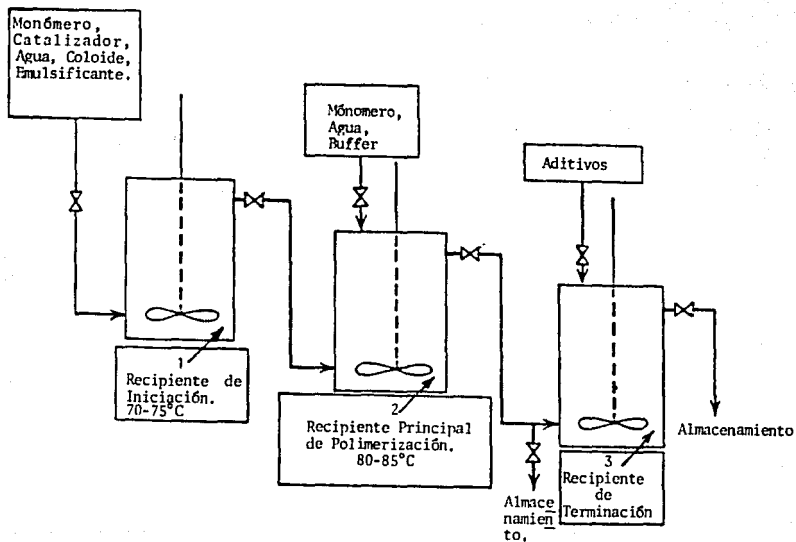 Monómero,
Catalizador,
Agua, Coloide,
Emulsificante.
Mónomero,
Agua,
Buffer
Aditivos
1
Recipiente de
Iniciación.
70-75°C
2
Recipiente Principal
de Polimerización.
80-85°C
Almacenamiento
3
Recipiente
de
Terminación
Almace
namien
to,